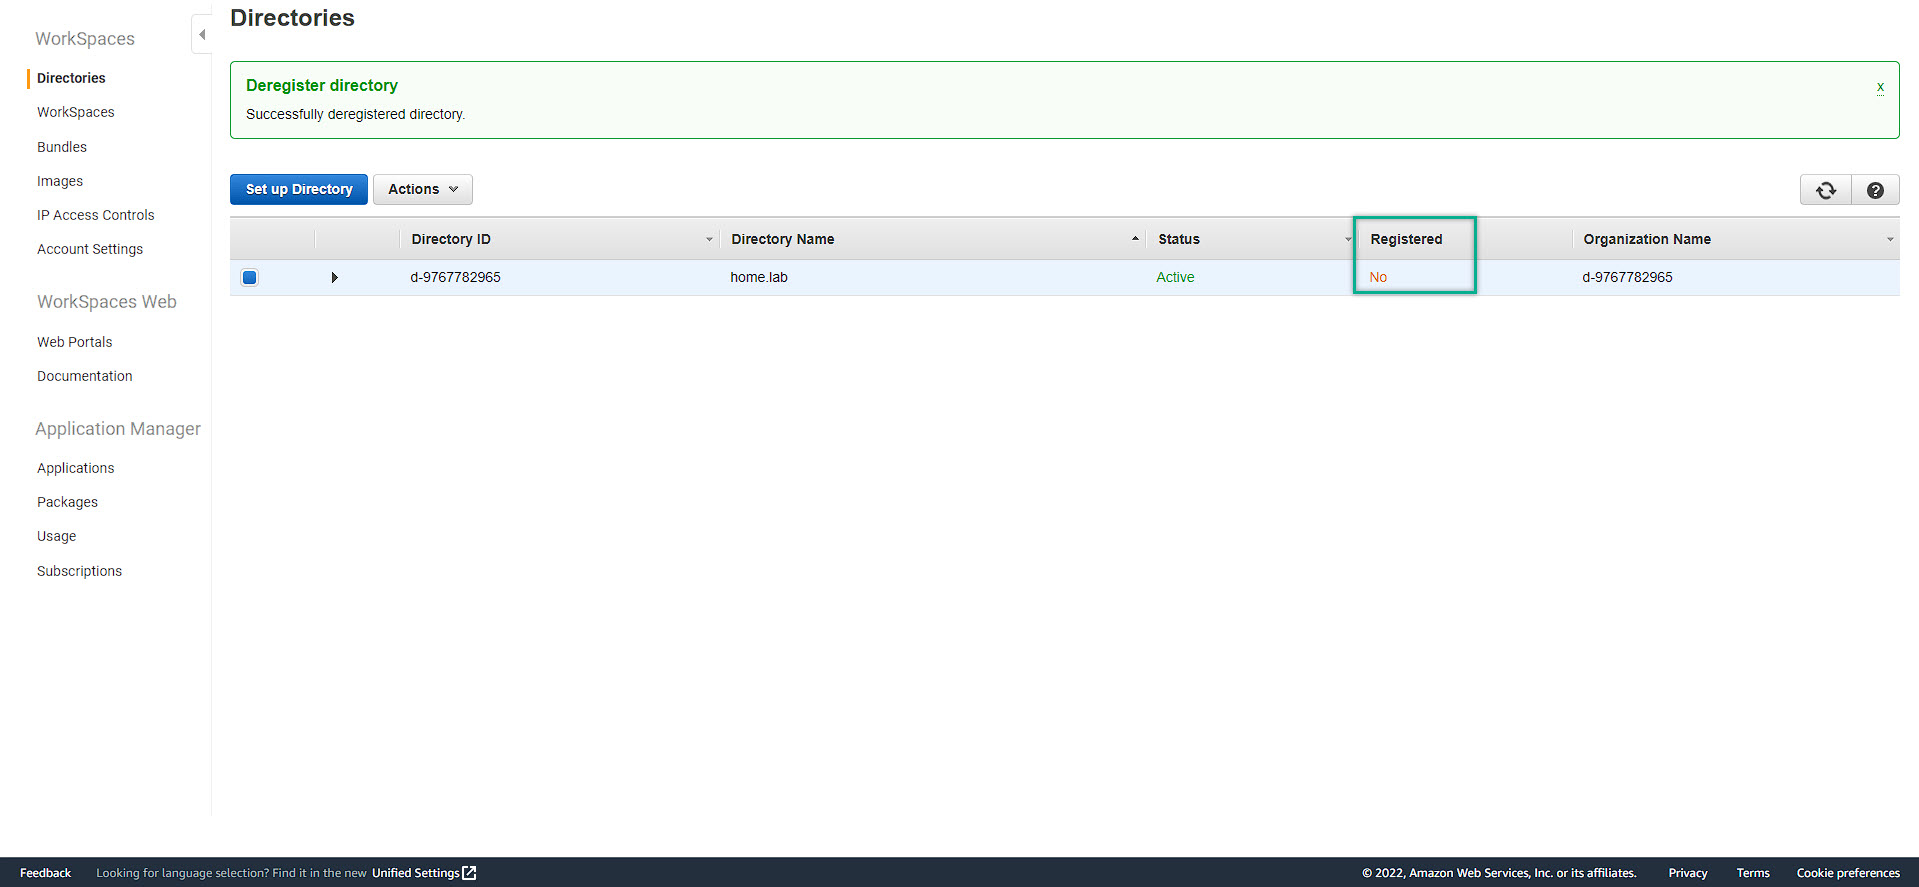 Directories
WorkSpaces
Directories
WorkSpaces
Bundles
Images
IP Access Controls
Account Settings
WorkSpaces Web
Web Portals
Documentation
Application Manager
Applications
Packages
Usage
Subscriptions
Deregister directory
x
Successfully deregistered directory.
Set up Directory Actions
Directory ID Directory Name Status Registered Organization Name
d-9767782965 home.lab Active No d-9767782965
Feedback Looking for language selection? Find it in the new Unified Settings © 2022, Amazon Web Services, Inc. or its affiliates. Privacy Terms Cookie preferences